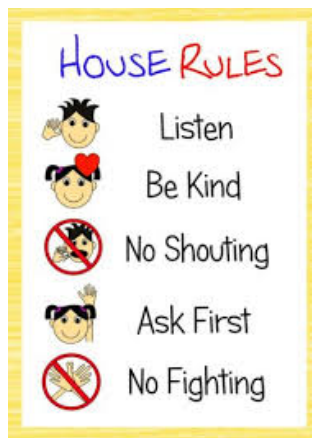 HOUSE RULES
Listen
Be Kind
No Shouting
Ask First
No Fighting